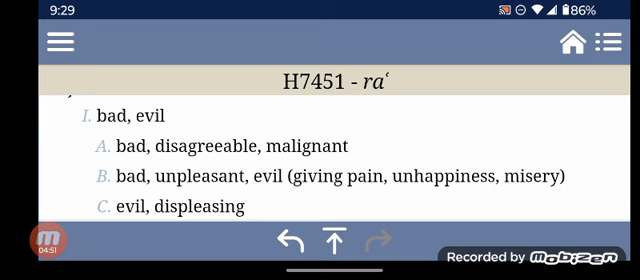 9:29
86%
H7451 - raʿ
I. bad, evil
A. bad, disagreeable, malignant
B. bad, unpleasant, evil (giving pain, unhappiness, misery)
C. evil, displeasing
04:51
Recorded by Mobizen